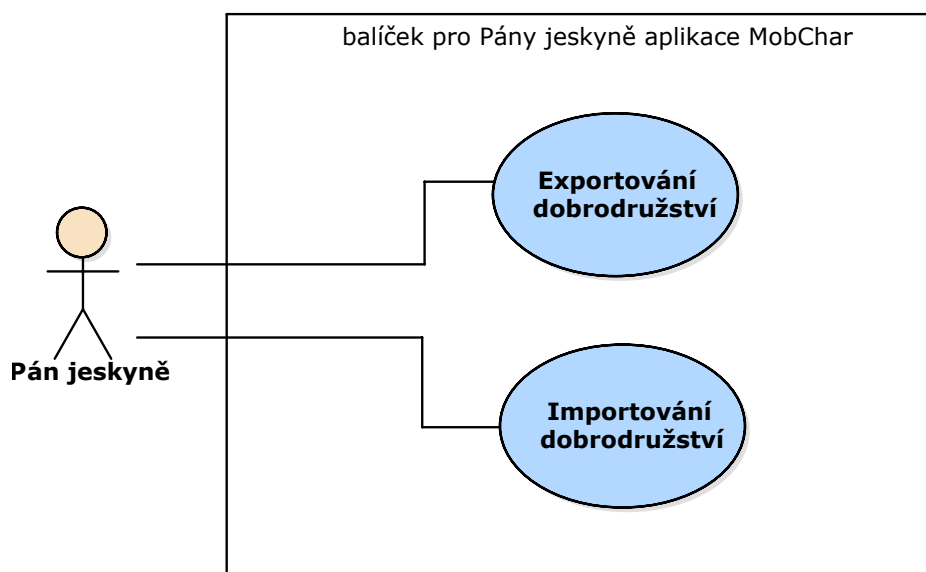 balíček pro Pány jeskyně aplikace MobChar
Exportování
dobrodružství
Pán jeskyně
Importování
dobrodružství